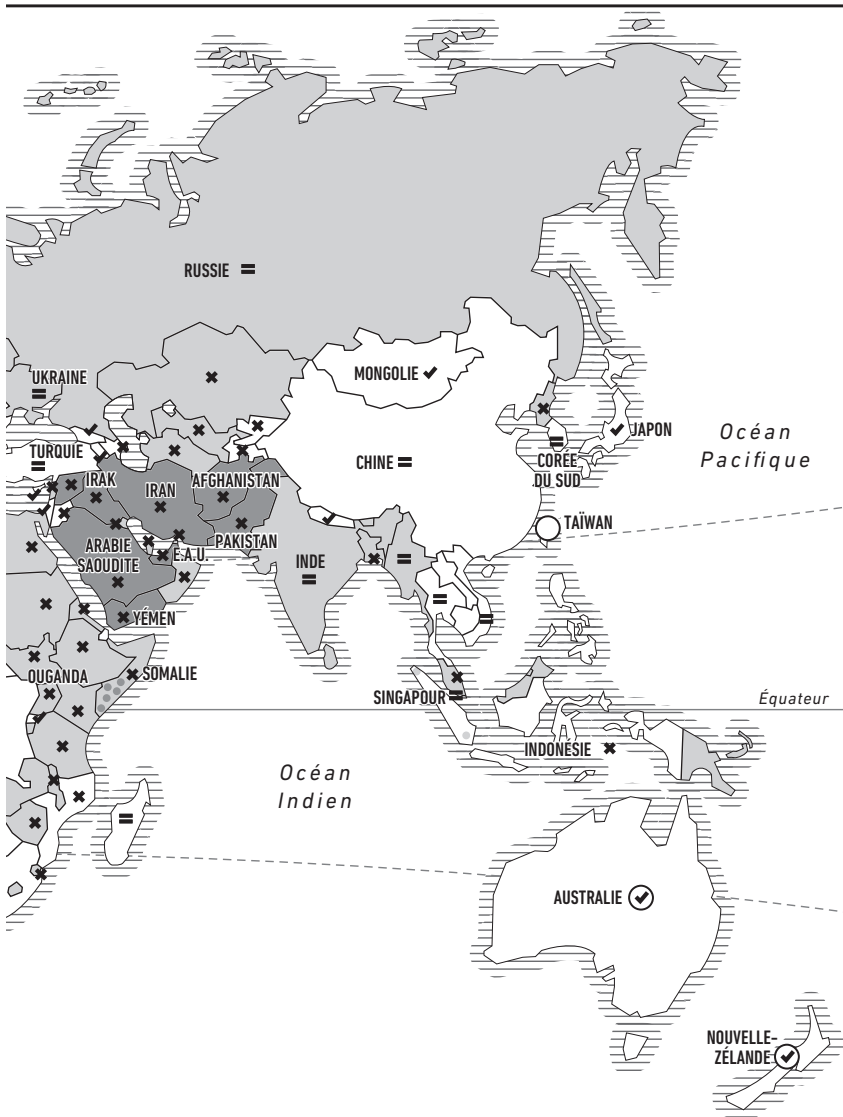 RUSSIE
UKRAINE
MONGOLIE
TURQUIE
JAPON
Océan
Pacifique
CHINE
CORÉE
DU SUD
IRAK
IRAN
AFGHANISTAN
TAÏWAN
PAKISTAN
E.A.U.
ARABIE
SAOUDITE
INDE
YÉMEN
SOMALIE
OUGANDA
SINGAPOUR
Équateur
INDONÉSIE
Océan
Indien
AUSTRALIE
NOUVELLE-
ZÉLANDE